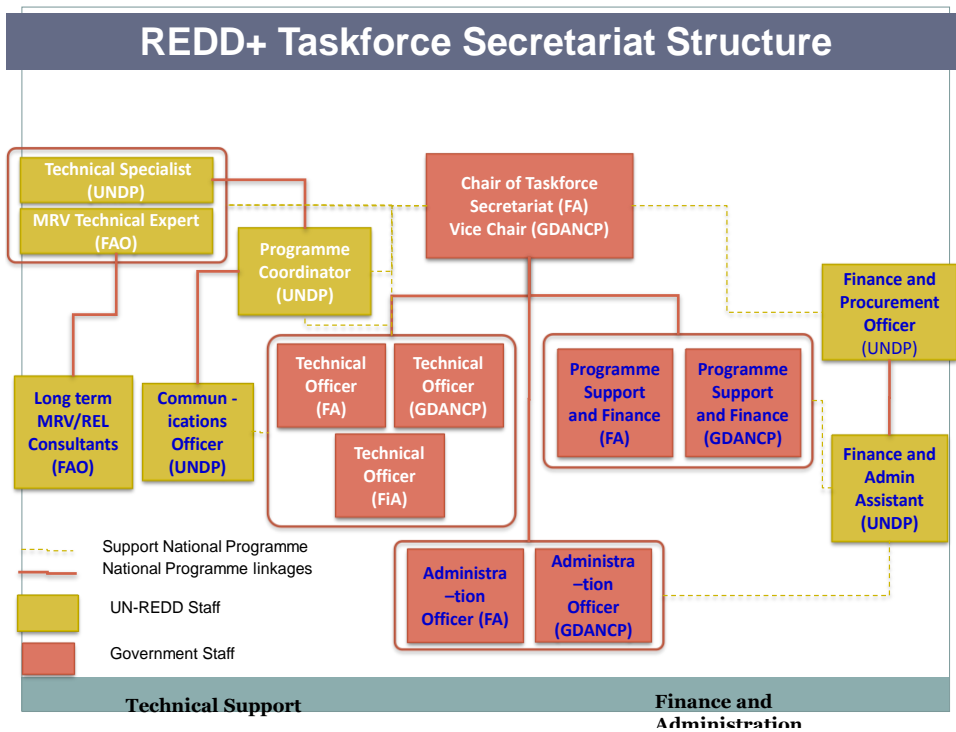 REDD+ Taskforce Secretariat Structure
Technical Specialist
(UNDP)
MRV Technical Expert
(FAO)
Programme
Coordinator
(UNDP)
Chair of Taskforce
Secretariat (FA)
Vice Chair (GDANCP)
Finance and
Procurement
Officer
(UNDP)
Long term
MRV/REL
Consultants
(FAO)
Commun -
ications
Officer
(UNDP)
Technical
Officer
(FA)
Technical
Officer
(GDANCP)
Technical
Officer
(FiA)
Programme
Support
and Finance
(FA)
Programme
Support
and Finance
(GDANCP)
Finance and
Admin
Assistant
(UNDP)
Administra
–tion
Officer (FA)
Administra
–tion
Officer
(GDANCP)
Support National Programme
National Programme linkages
UN-REDD Staff
Government Staff
Technical Support
Finance and
Administration